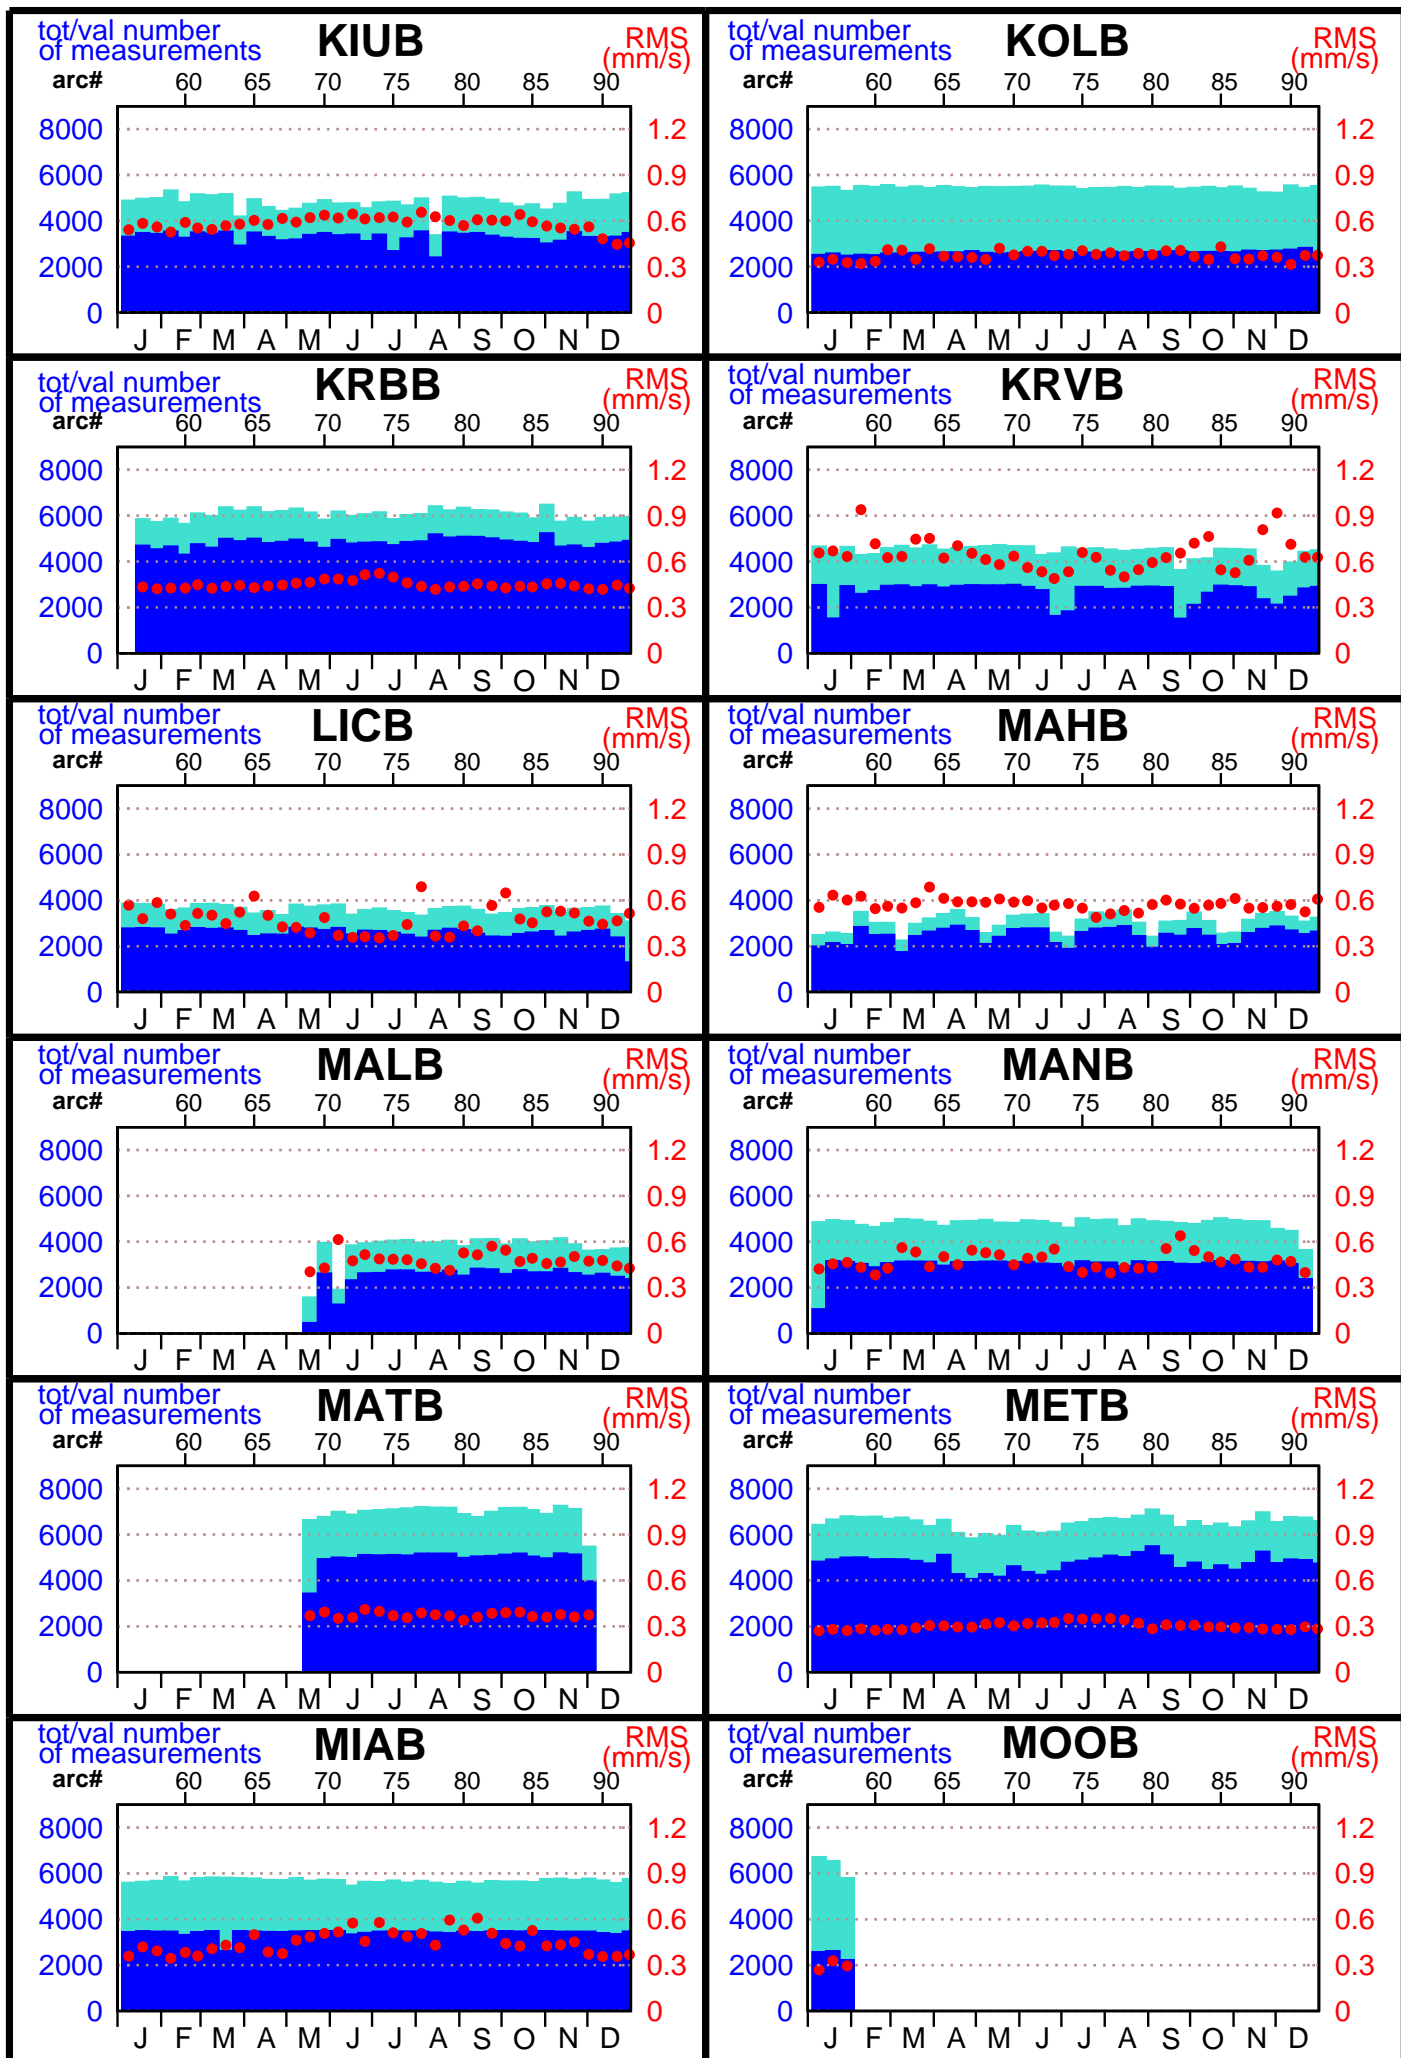 tot/val number
of measurements
KIUB
RMS
(mm/s)
arc#
60 65 70 75 80 85 90
8000 1.2
6000 0.9
4000 0.6
2000 0.3
0 0
J F M A M J J A S O N D
tot/val number
of measurements
KOLB
RMS
(mm/s)
arc#
60 65 70 75 80 85 90
8000 1.2
6000 0.9
4000 0.6
2000 0.3
0 0
J F M A M J J A S O N D
tot/val number
of measurements
KRBB
RMS
(mm/s)
arc#
60 65 70 75 80 85 90
8000 1.2
6000 0.9
4000 0.6
2000 0.3
0 0
J F M A M J J A S O N D
tot/val number
of measurements
KRVB
RMS
(mm/s)
arc#
60 65 70 75 80 85 90
8000 1.2
6000 0.9
4000 0.6
2000 0.3
0 0
J F M A M J J A S O N D
tot/val number
of measurements
LICB
RMS
(mm/s)
arc#
60 65 70 75 80 85 90
8000 1.2
6000 0.9
4000 0.6
2000 0.3
0 0
J F M A M J J A S O N D
tot/val number
of measurements
MAHB
RMS
(mm/s)
arc#
60 65 70 75 80 85 90
8000 1.2
6000 0.9
4000 0.6
2000 0.3
0 0
J F M A M J J A S O N D
tot/val number
of measurements
MALB
RMS
(mm/s)
arc#
60 65 70 75 80 85 90
8000 1.2
6000 0.9
4000 0.6
2000 0.3
0 0
J F M A M J J A S O N D
tot/val number
of measurements
MANB
RMS
(mm/s)
arc#
60 65 70 75 80 85 90
8000 1.2
6000 0.9
4000 0.6
2000 0.3
0 0
J F M A M J J A S O N D
tot/val number
of measurements
MATB
RMS
(mm/s)
arc#
60 65 70 75 80 85 90
8000 1.2
6000 0.9
4000 0.6
2000 0.3
0 0
J F M A M J J A S O N D
tot/val number
of measurements
METB
RMS
(mm/s)
arc#
60 65 70 75 80 85 90
8000 1.2
6000 0.9
4000 0.6
2000 0.3
0 0
J F M A M J J A S O N D
tot/val number
of measurements
MIAB
RMS
(mm/s)
arc#
60 65 70 75 80 85 90
8000 1.2
6000 0.9
4000 0.6
2000 0.3
0 0
J F M A M J J A S O N D
tot/val number
of measurements
MOOB
RMS
(mm/s)
arc#
60 65 70 75 80 85 90
8000 1.2
6000 0.9
4000 0.6
2000 0.3
0 0
J F M A M J J A S O N D